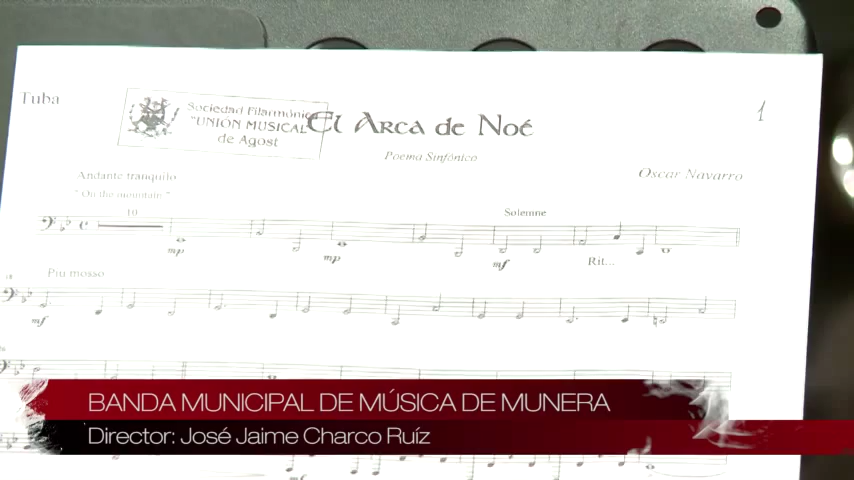 Tuba
Sociedad Filarmónica
"UNIÓN MUSICAL"
de Agost
El Arca de Noé
1
Poema Sinfónico
Oscar Navarro
Andante tranquilo
"On the mountain"
10
Solemne
mp
mp
mf
Rit...
Piu mosso
mf
BANDA MUNICIPAL DE MÚSICA DE MUNERA
Director: José Jaime Charco Ruíz